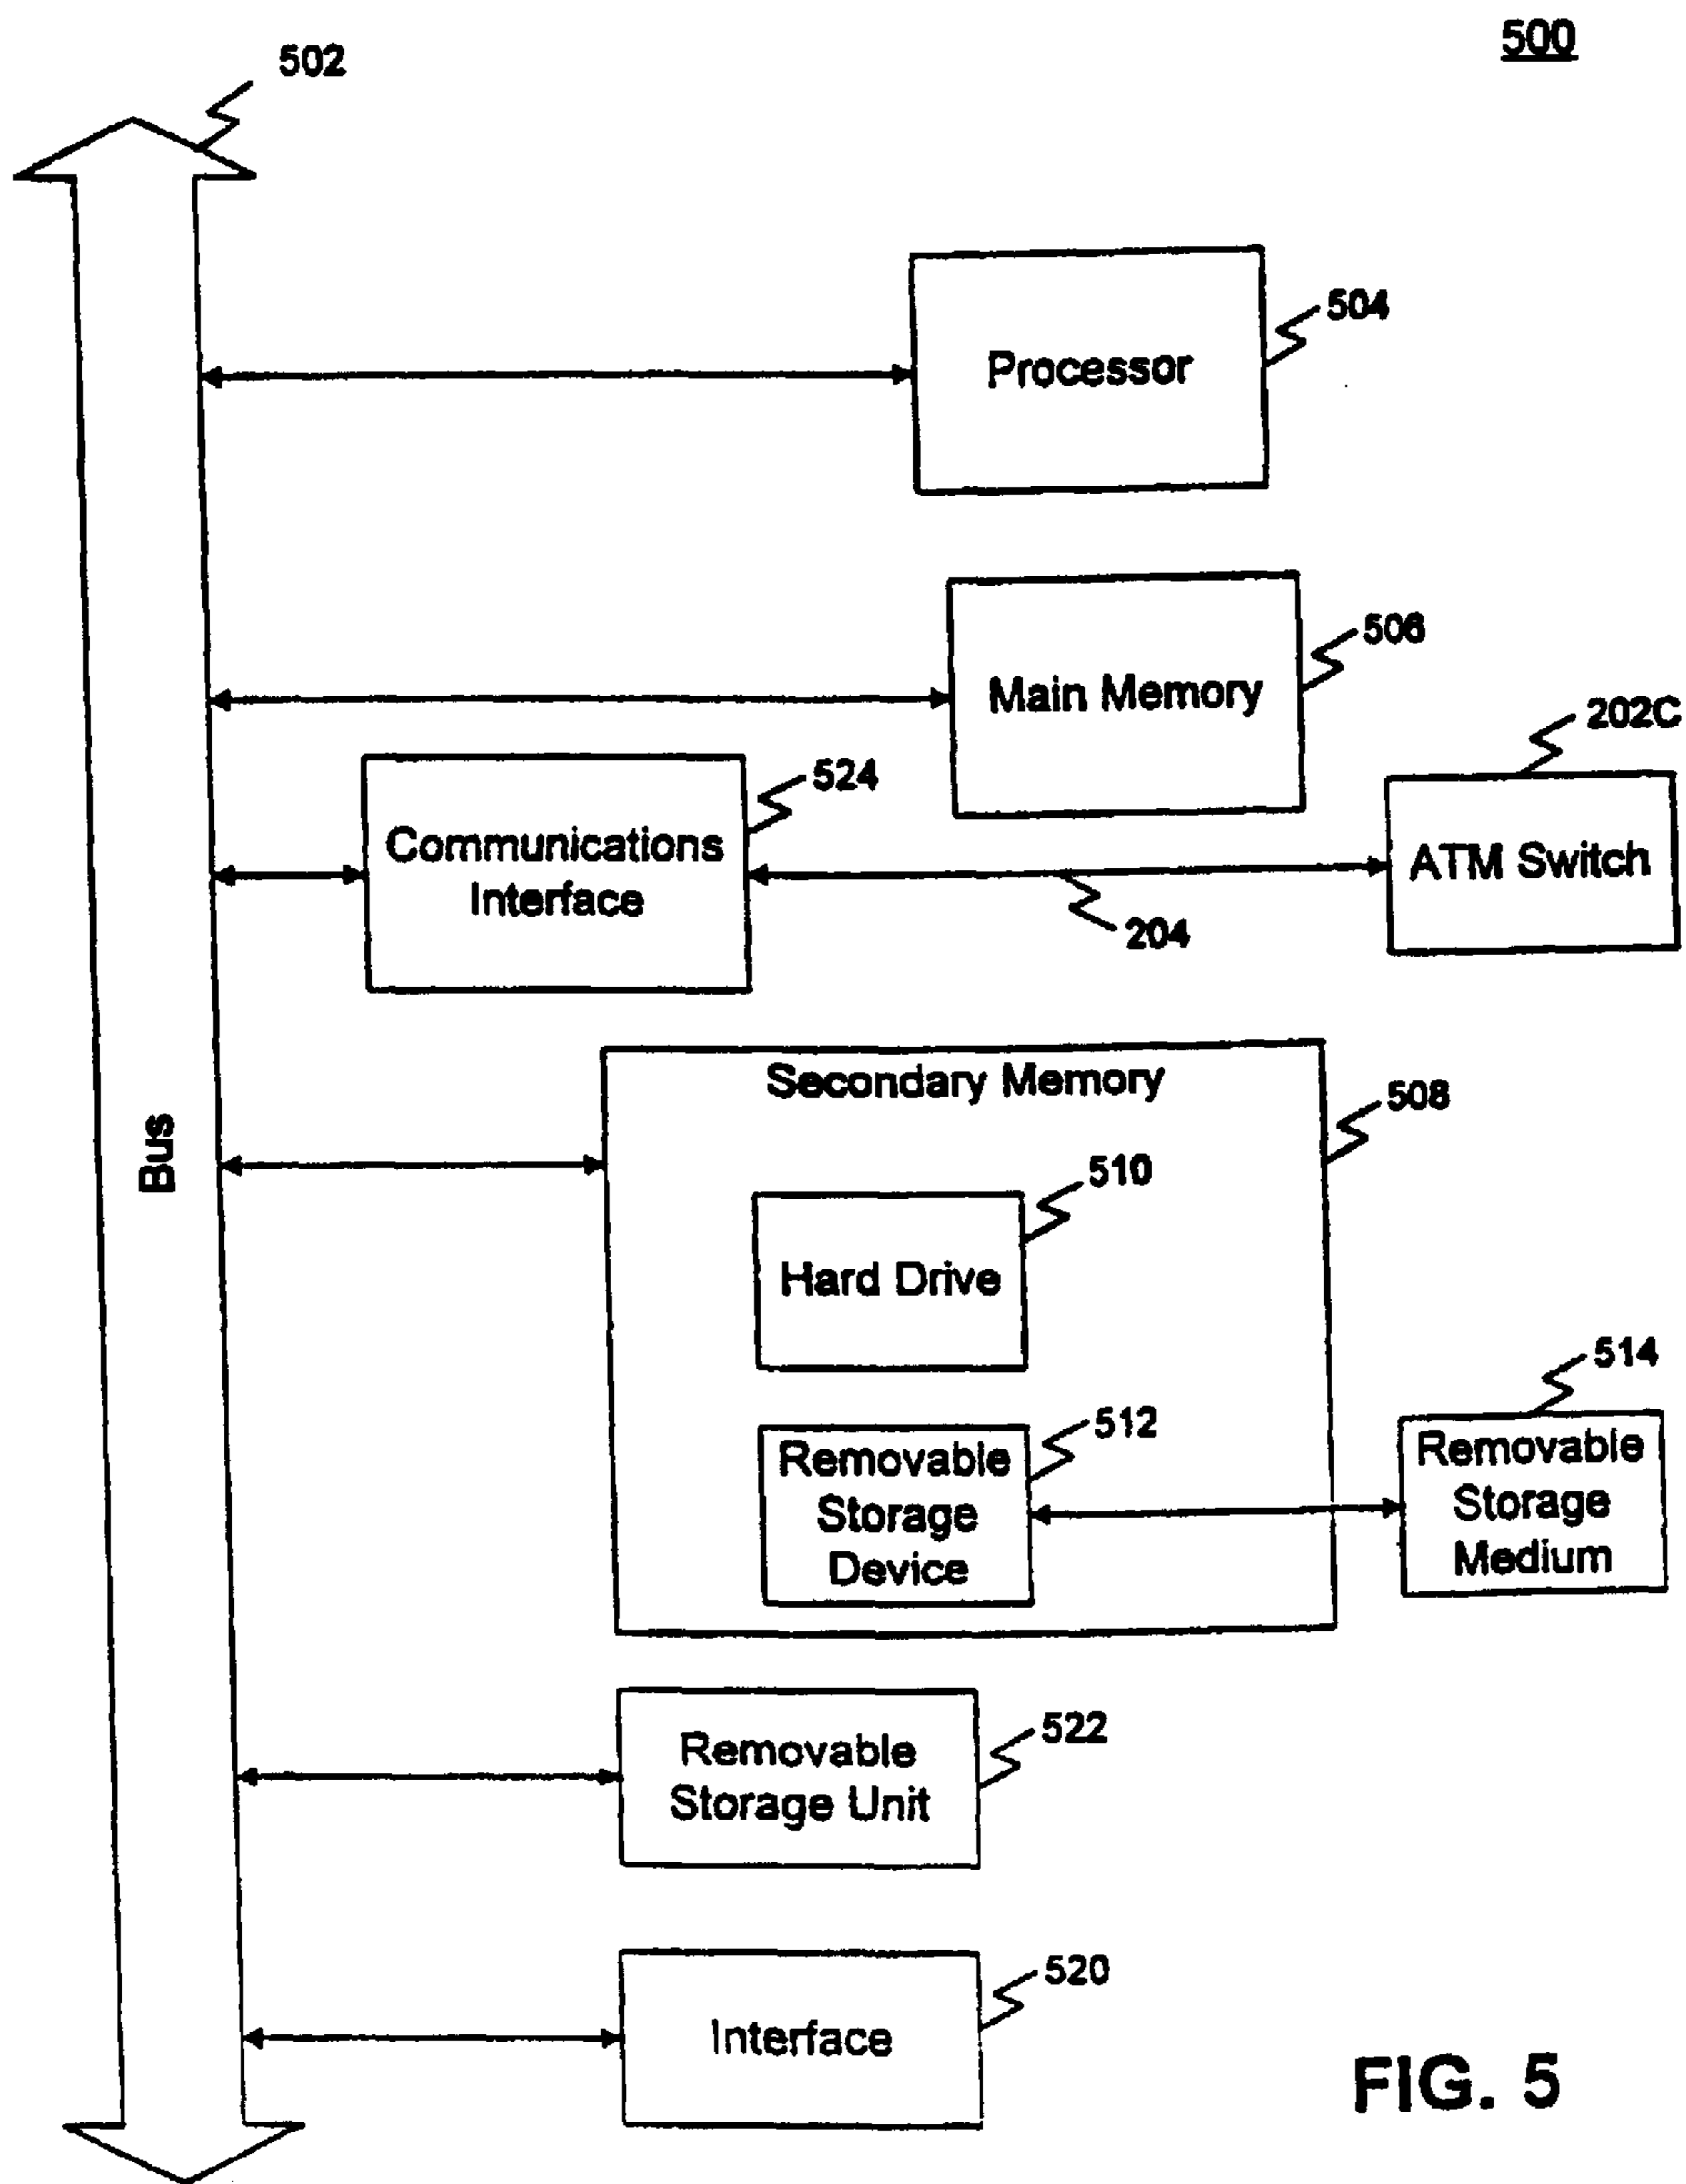 500
502
Processor
504
Main Memory
506
Communications
Interface
524
204
ATM Switch
202C
Bus
Secondary Memory
508
Hard Drive
510
Removable
Storage
Device
512
Removable
Storage
Medium
514
Removable
Storage Unit
522
Interface
520
FIG. 5